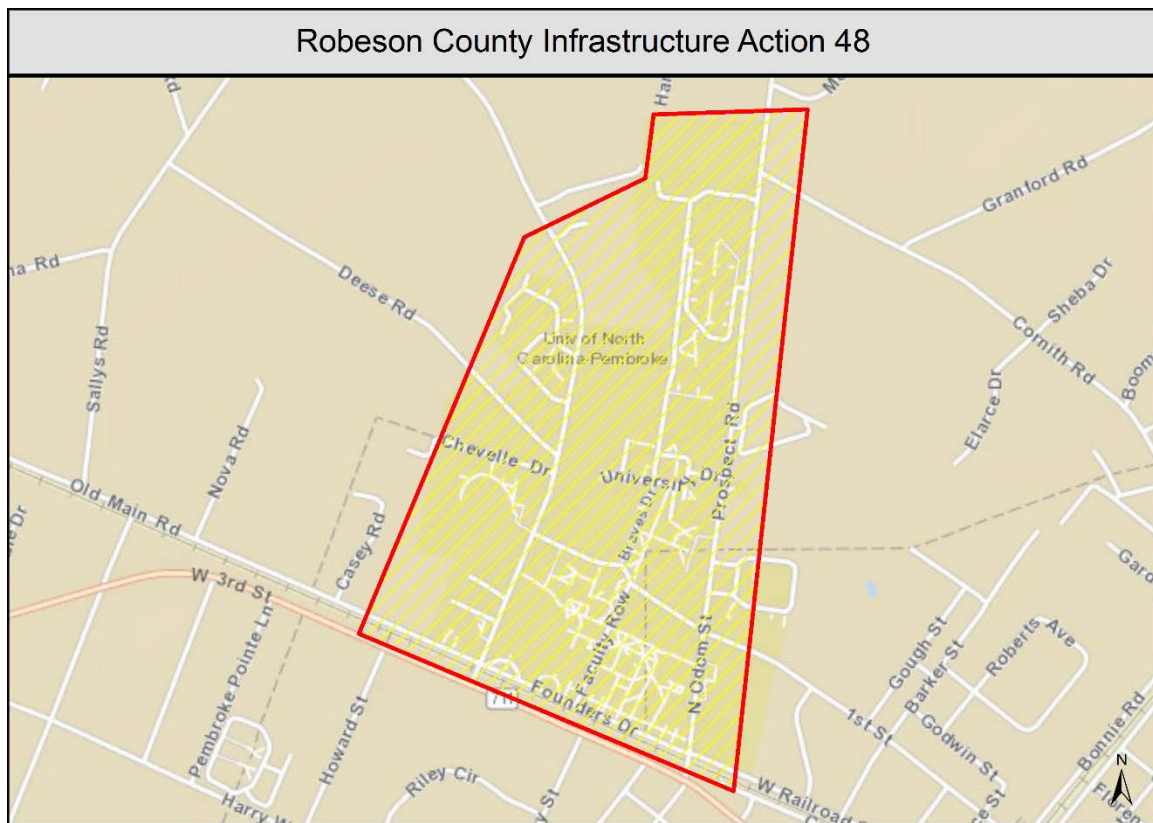 Robeson County Infrastructure Action 48
Granford Rd
Sheba Dr
Deese Rd
Cornith Rd
Univ of North
Carolina-Pembroke
Sallys Rd
Elarce Dr
Nova Rd
Prospect Rd
Chevelle Dr
University Dr
Old Main Rd
Braves Dr
Casey Rd
W 3rd St
Faculty Row
N Odom St
Gough St
Barker St
Roberts Ave
Pembroke Pointe Ln
Howard St
711
Founders Dr
1st St
Godwin St
Bonnie Rd
Riley Cir
W Railroad
Harry W
N